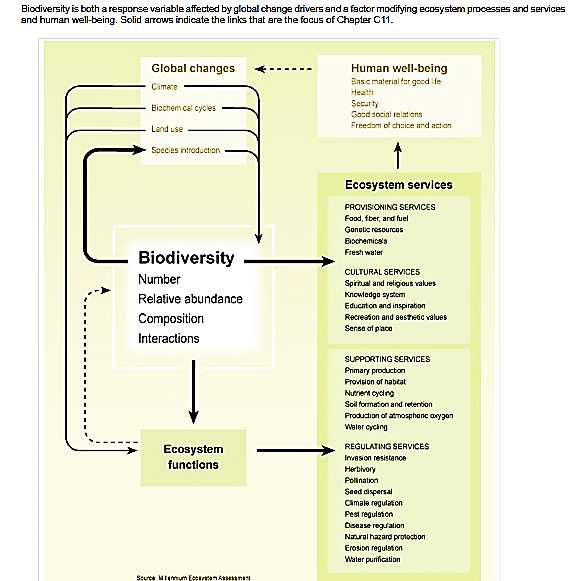 Biodiversity is both a response variable affected by global change drivers and a factor modifying ecosystem processes and services
and human well-being. Solid arrows indicate the links that are the focus of Chapter C11.
Global changes
Climate
Biochemical cycles
Land use
Species introduction
Human well-being
Basic material for good life
Health
Security
Good social relations
Freedom of choice and action
Biodiversity
Number
Relative abundance
Composition
Interactions
Ecosystem
functions
Ecosystem services
PROVISIONING SERVICES
Food, fiber, and fuel
Genetic resources
Biochemicals
Fresh water
CULTURAL SERVICES
Spiritual and religious values
Knowledge system
Education and inspiration
Recreation and aesthetic values
Sense of place
SUPPORTING SERVICES
Primary production
Provision of habitat
Nutrient cycling
Soil formation and retention
Production of atmospheric oxygen
Water cycling
REGULATING SERVICES
Invasion resistance
Herbivory
Pollination
Seed dispersal
Climate regulation
Pest regulation
Disease regulation
Natural hazard protection
Erosion regulation
Water purification
Source: Millennium Ecosystem Assessment